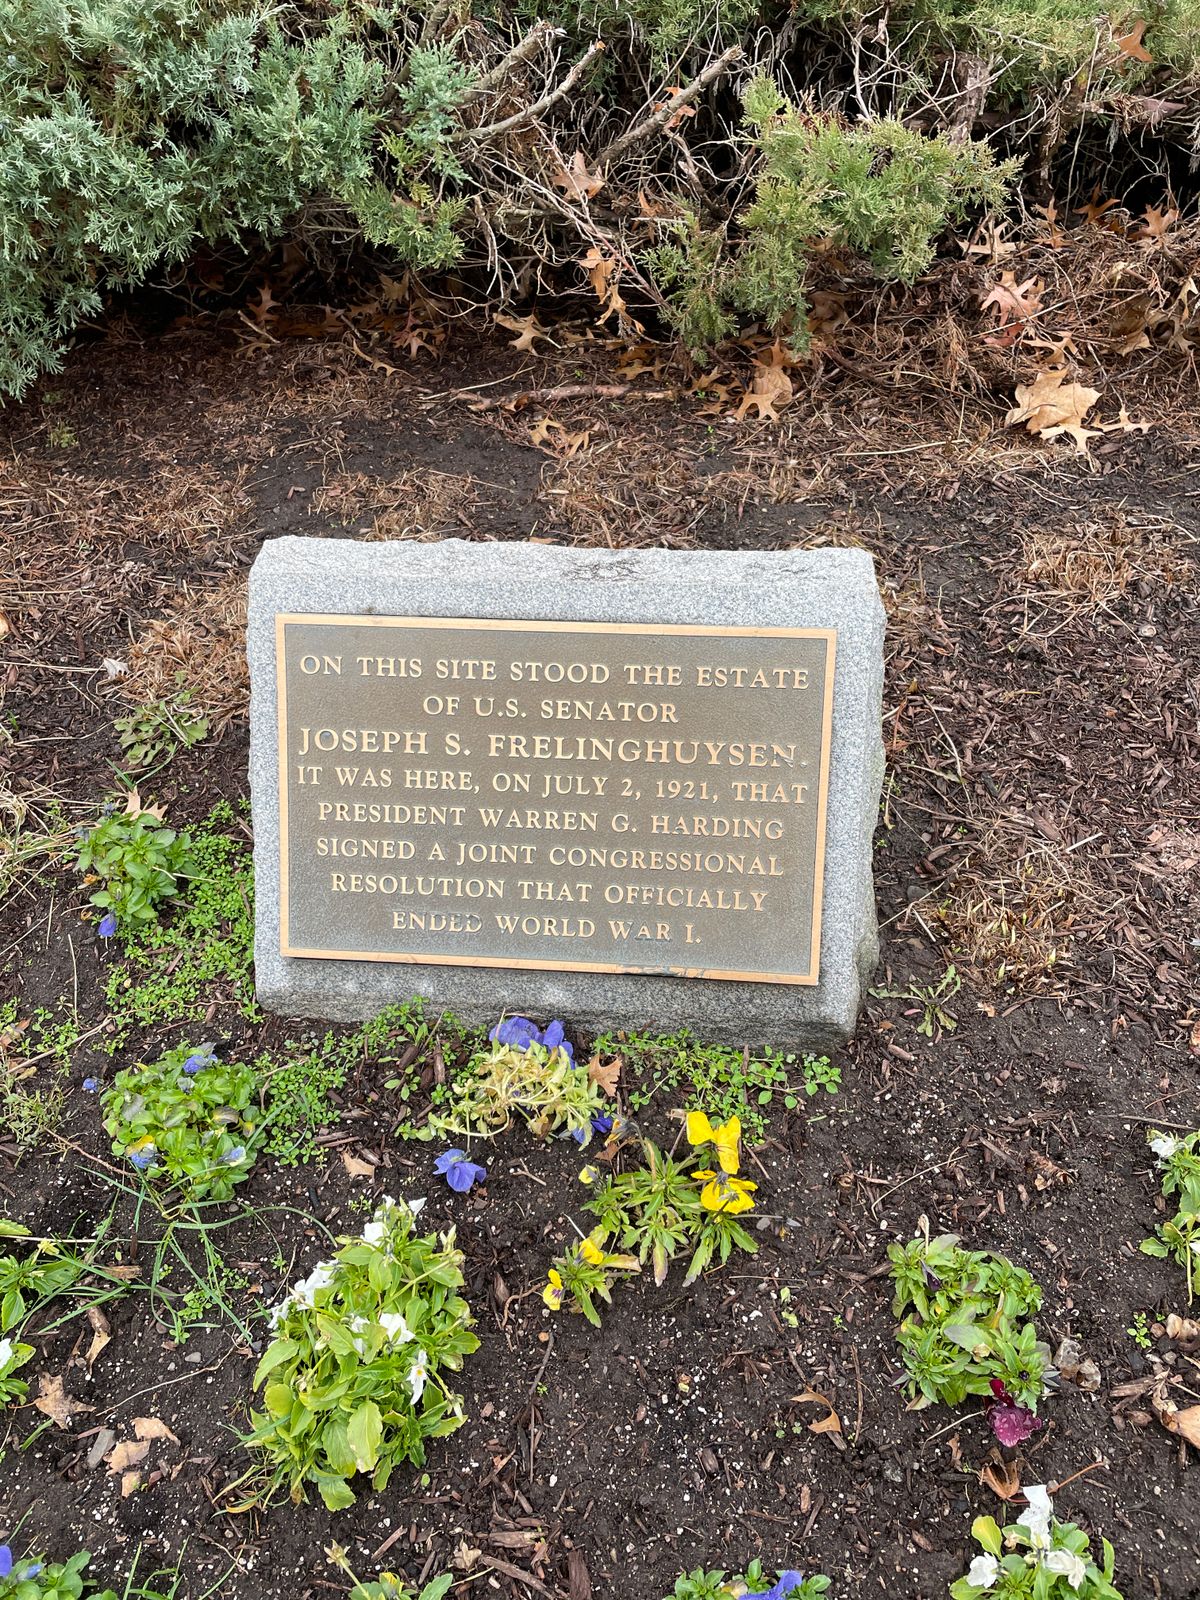 ON THIS SITE STOOD THE ESTATE
OF U.S. SENATOR
JOSEPH S. FRELINGHUYSEN.
IT WAS HERE, ON JULY 2, 1921, THAT
PRESIDENT WARREN G. HARDING
SIGNED A JOINT CONGRESSIONAL
RESOLUTION THAT OFFICIALLY
ENDED WORLD WAR I.